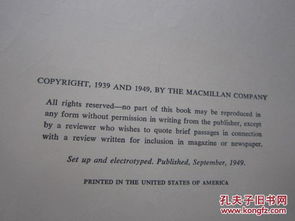 COPYRIGHT, 1939 AND 1949, BY THE MACMILLAN COMPANY
All rights reserved—no part of this book may be reproduced in
any form without permission in writing from the publisher, except
by a reviewer who wishes to quote brief passages in connection
with a review written for inclusion in magazine or newspaper.
Set up and electrotyped. Published, September, 1949.
PRINTED IN THE UNITED STATES OF AMERICA
孔夫子旧书网